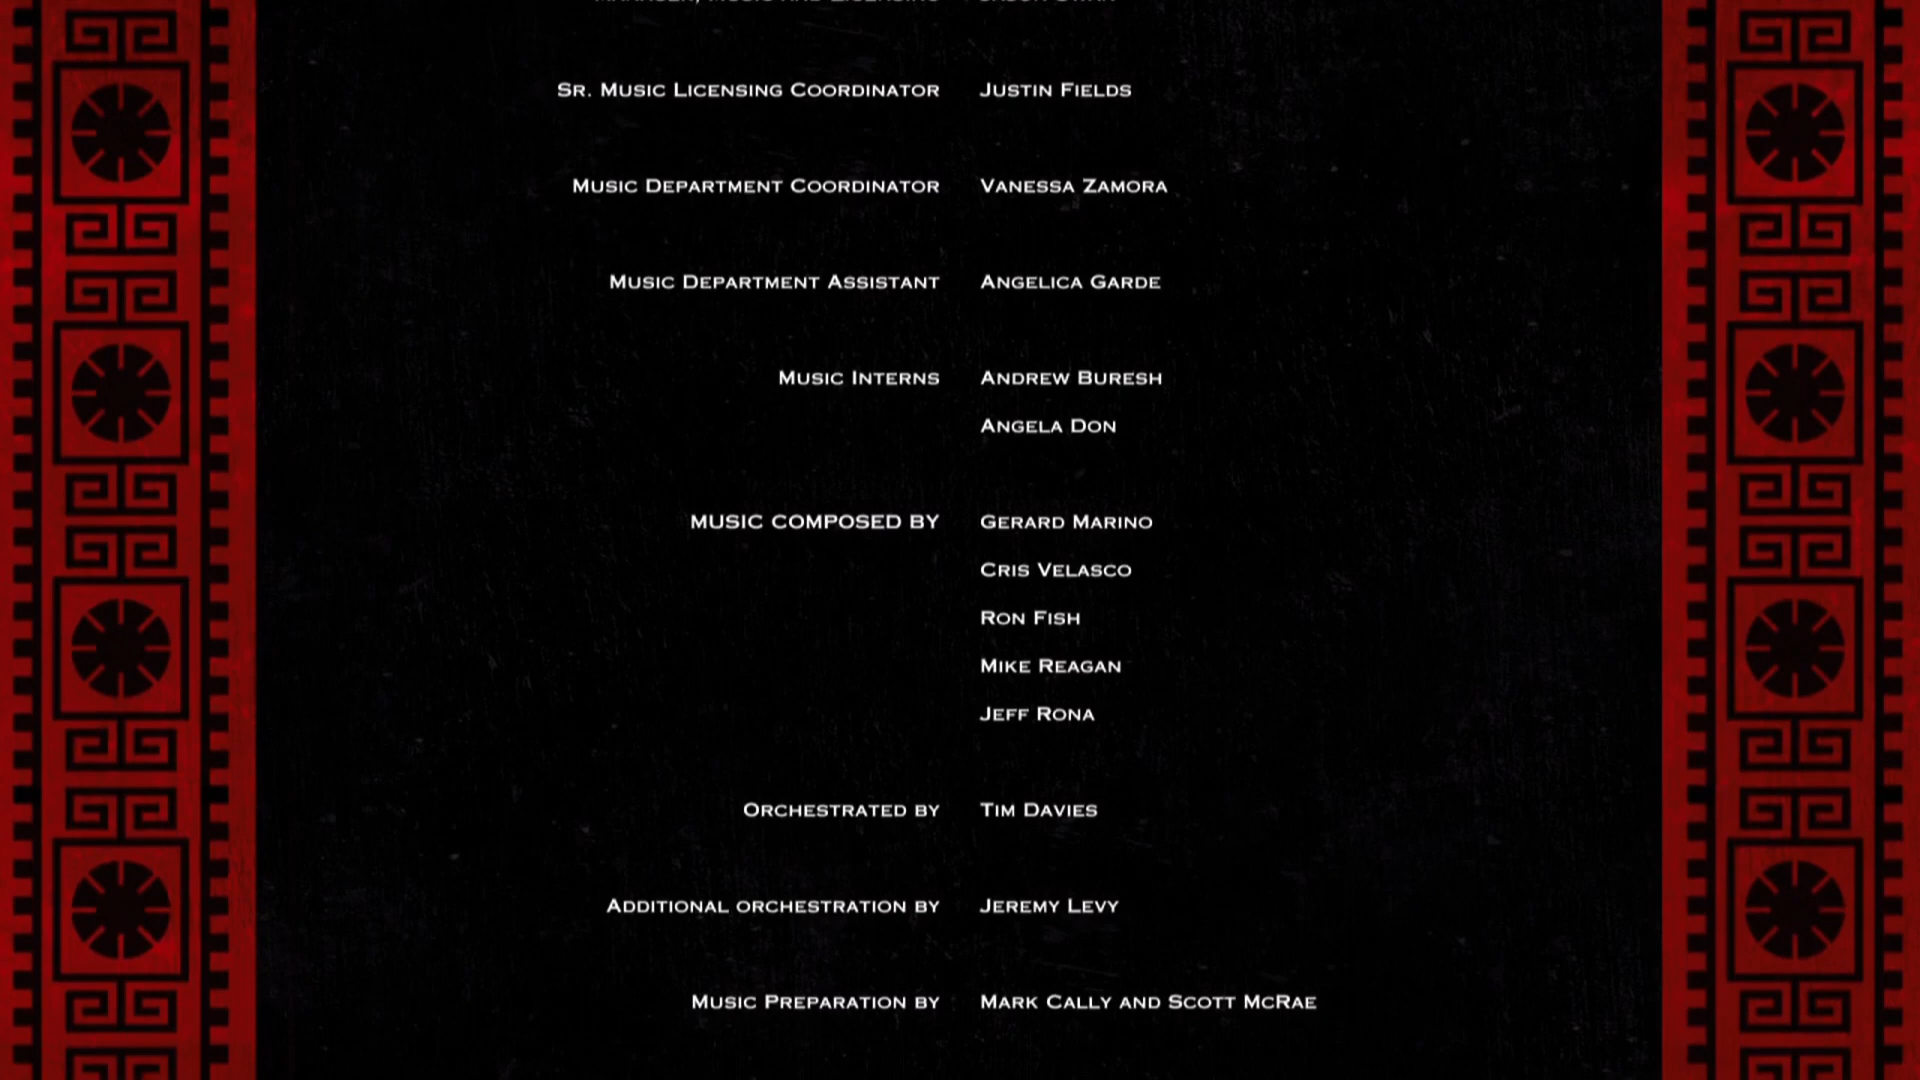 Sr. Music Licensing Coordinator Justin Fields
Music Department Coordinator Vanessa Zamora
Music Department Assistant Angelica Garde
Music Interns Andrew Buresh
Angela Don
MUSIC COMPOSED BY Gerard Marino
Cris Velasco
Ron Fish
Mike Reagan
Jeff Rona
Orchestrated by Tim Davies
Additional orchestration by Jeremy Levy
Music Preparation by Mark Cally and Scott McRae